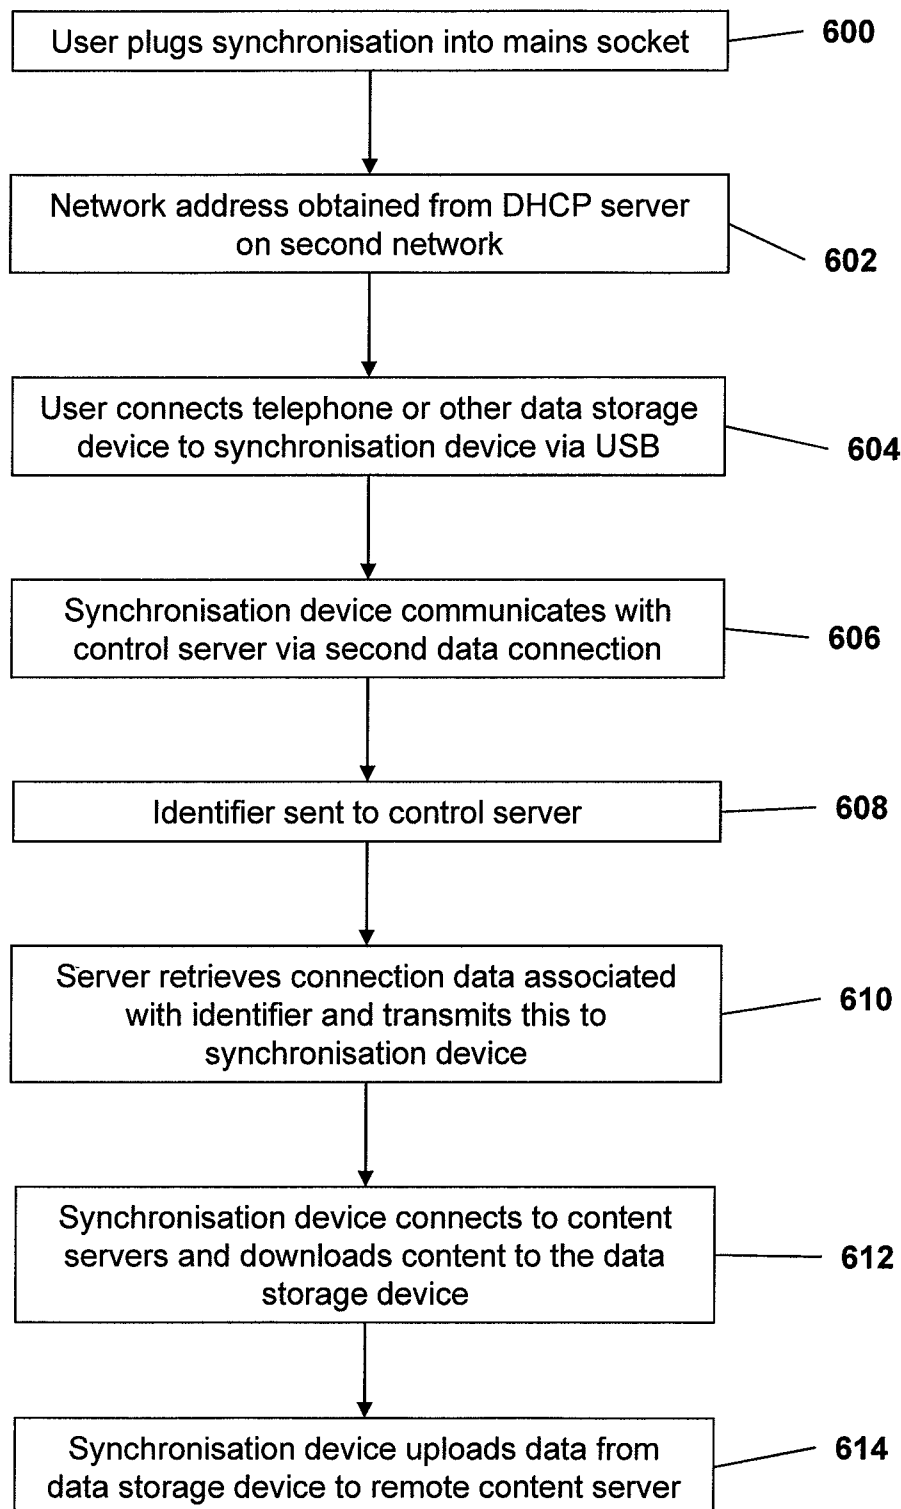 User plugs synchronisation into mains socket
600
Network address obtained from DHCP server
on second network
602
User connects telephone or other data storage
device to synchronisation device via USB
604
Synchronisation device communicates with
control server via second data connection
606
Identifier sent to control server
608
Server retrieves connection data associated
with identifier and transmits this to
synchronisation device
610
Synchronisation device connects to content
servers and downloads content to the data
storage device
612
Synchronisation device uploads data from
data storage device to remote content server
614